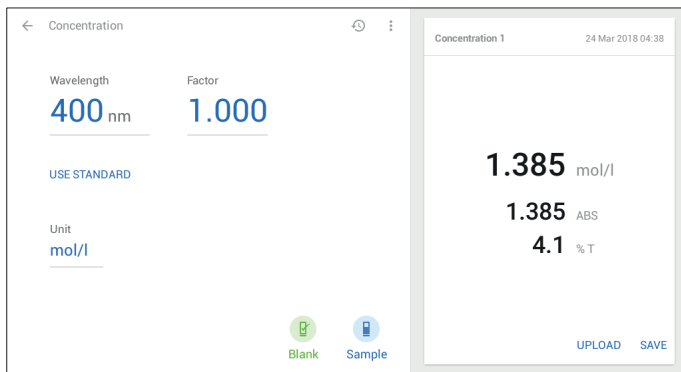 Concentration
Wavelength Factor
400 nm 1.000
USE STANDARD
Unit
mol/l
Blank Sample
Concentration 1 24 Mar 2018 04:38
1.385 mol/l
1.385 ABS
4.1 % T
UPLOAD SAVE